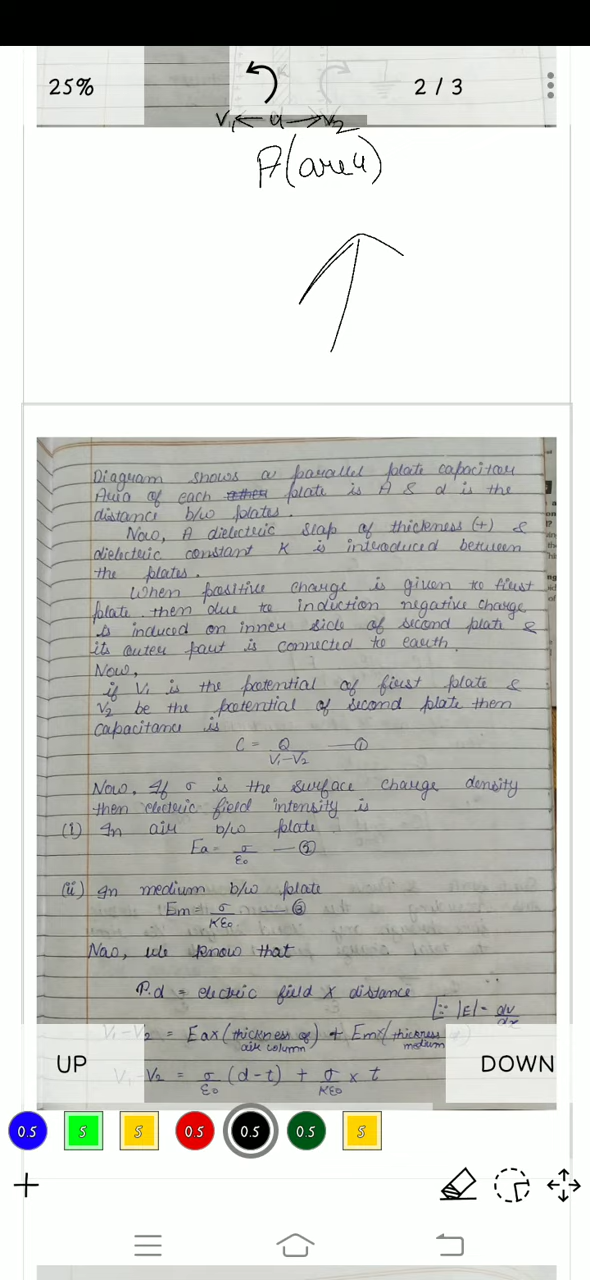 25%
2 / 3
V₁ ← d → V₂
A(area)
Diagram shows a parallel plate capacitor
Area of each plate is A & d is the
distance b/w plates.
Now, A dielectric slap of thickness (t) &
dielectric constant K is introduced between
the plates.
When positive charge is given to first
plate then due to induction negative charge
is induced on inner side of second plate &
its outer part is connected to earth.
Now,
if V₁ is the potential of first plate &
V₂ be the potential of second plate then
capacitance is
C = Q/(V₁-V₂) — ①
Now, If σ is the surface charge density
then electric field intensity is
(i) In air b/w plate
Ea = σ/ε₀ — ②
(ii) In medium b/w plate
Em = σ/Kε₀ — ③
Now, we know that
P.d = electric field × distance
[∵ |E| = dv/dx
V₁-V₂ = Ea×(thickness of air column) + Em×(thickness medium)
V₁-V₂ = σ/ε₀ (d-t) + σ/Kε₀ × t
UP
DOWN
0.5 5 5 0.5 0.5 0.5 5